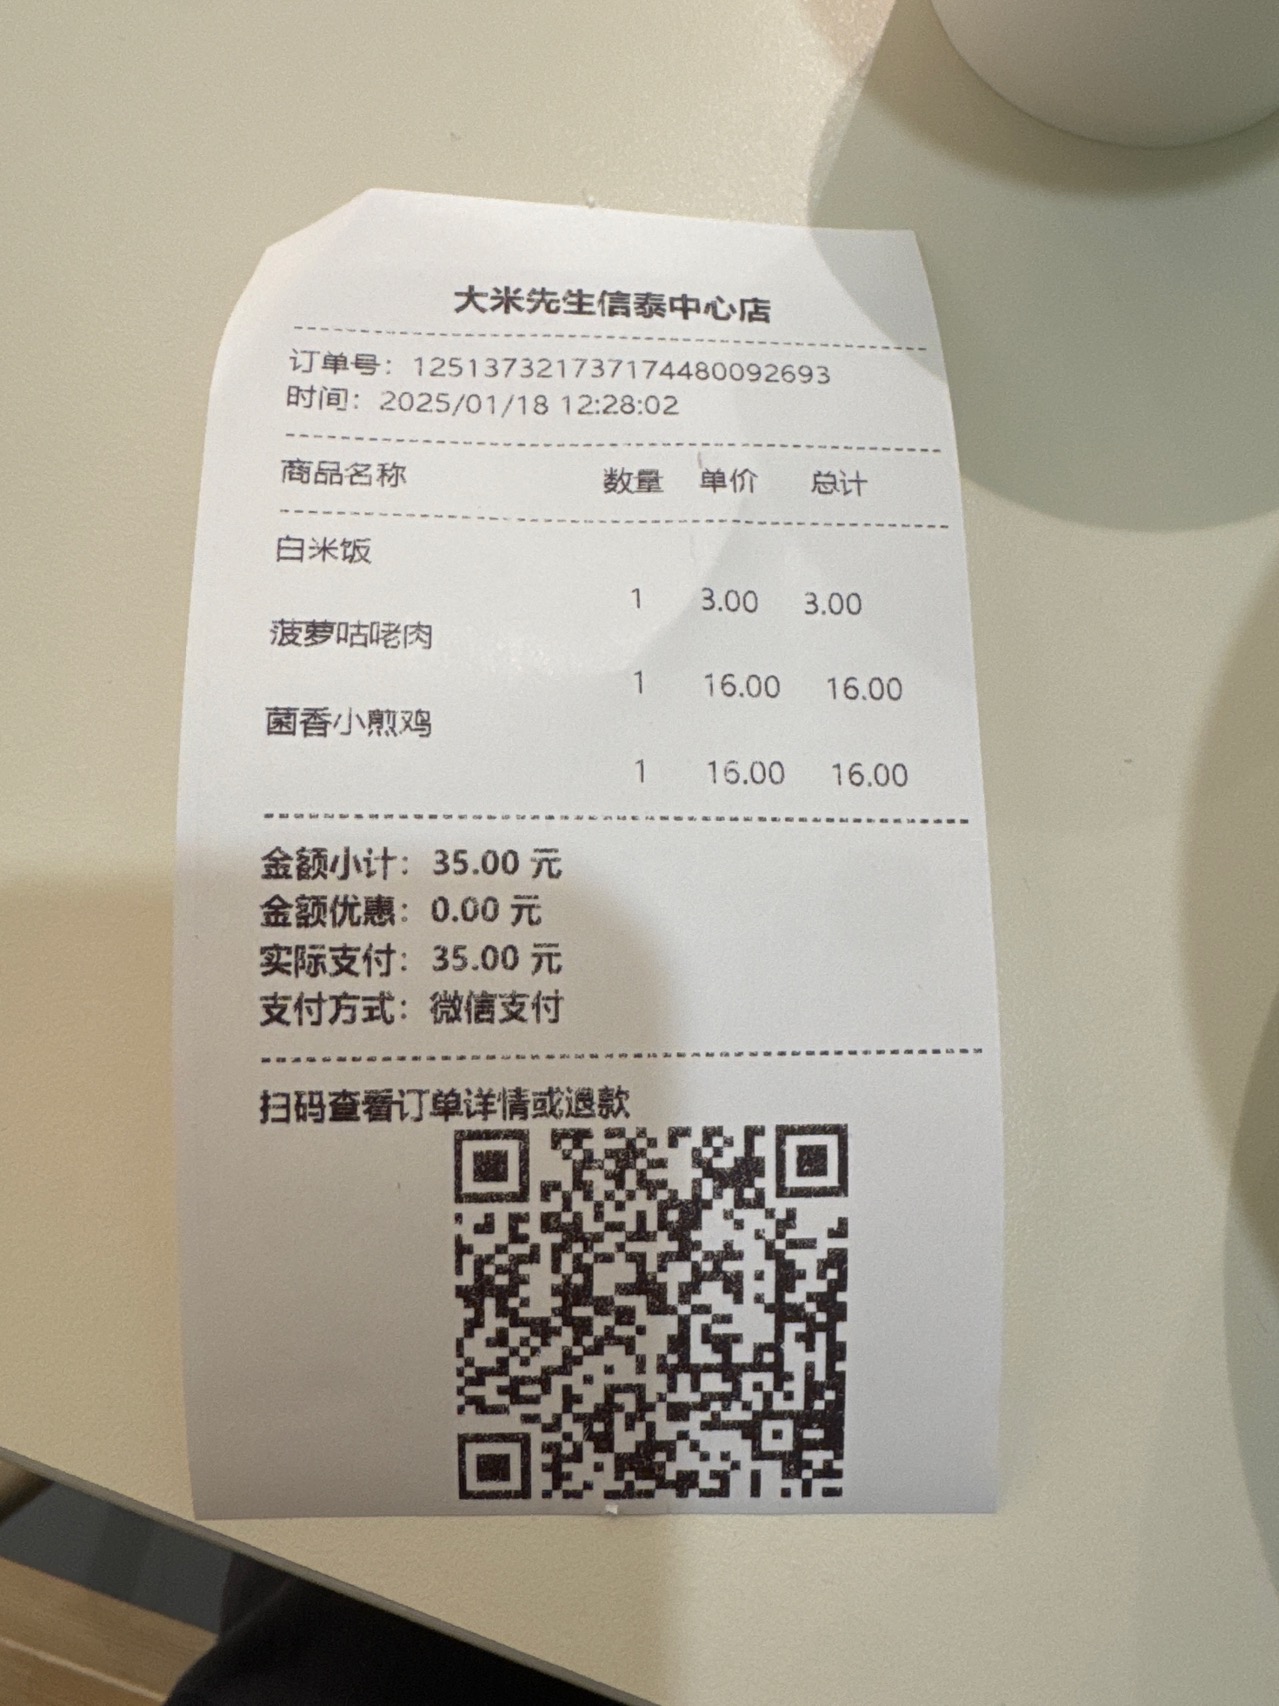 大米先生信泰中心店
订单号：1251373217371744480092693
时间：2025/01/18 12:28:02
商品名称 数量 单价 总计
白米饭
1 3.00 3.00
菠萝咕咾肉
1 16.00 16.00
菌香小煎鸡
1 16.00 16.00
金额小计：35.00 元
金额优惠：0.00 元
实际支付：35.00 元
支付方式：微信支付
扫码查看订单详情或退款